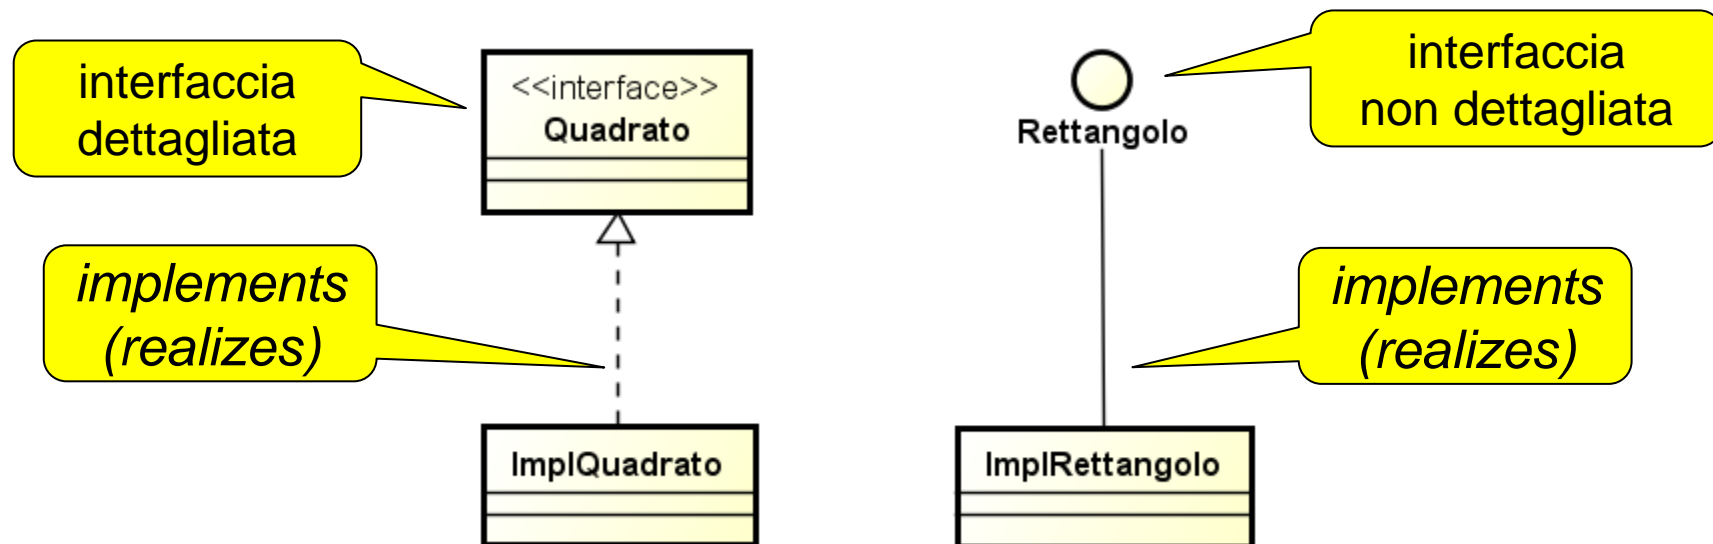 interfaccia
dettagliata
<<interface>>
Quadrato
Rettangolo
interfaccia
non dettagliata
implements
(realizes)
implements
(realizes)
ImplQuadrato
ImplRettangolo